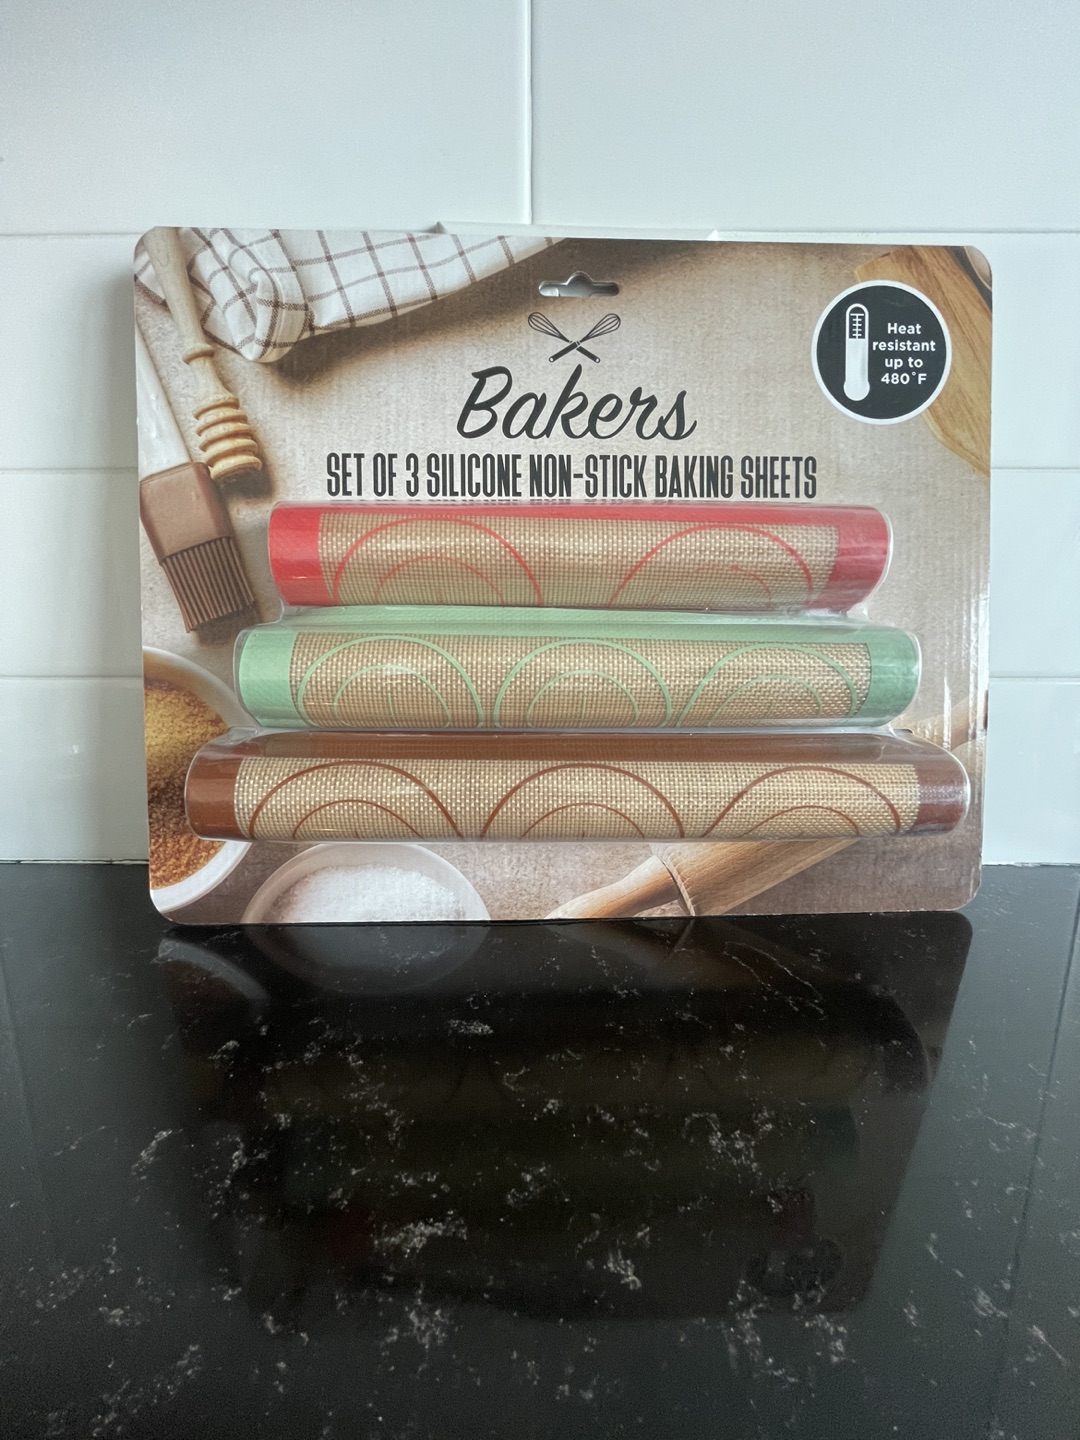 Bakers
SET OF 3 SILICONE NON-STICK BAKING SHEETS
Heat
resistant
up to
480°F